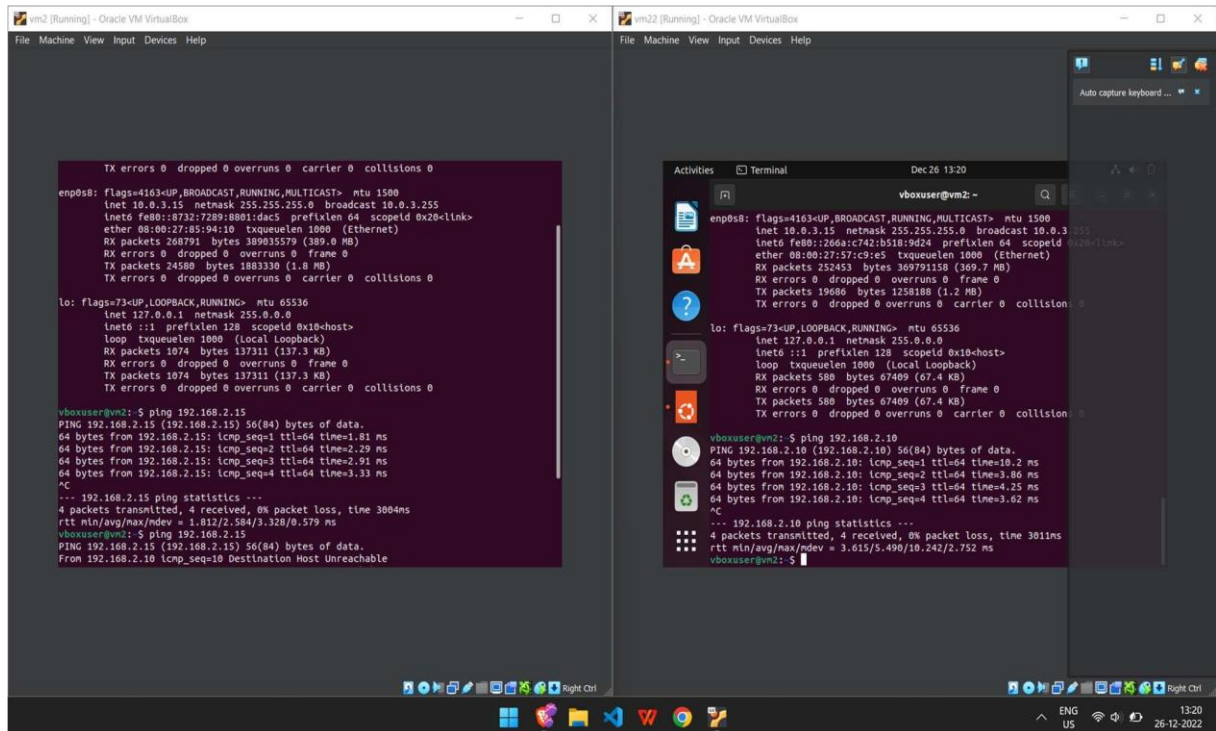 vm2 [Running] - Oracle VM VirtualBox
File Machine View Input Devices Help
TX errors 0 dropped 0 overruns 0 carrier 0 collisions 0
enp0s8: flags=4163<UP,BROADCAST,RUNNING,MULTICAST> mtu 1500
inet 10.0.3.15 netmask 255.255.255.0 broadcast 10.0.3.255
inet6 fe80::8732:7289:8801:dac5 prefixlen 64 scopeid 0x20<link>
ether 08:00:27:85:94:10 txqueuelen 1000 (Ethernet)
RX packets 268791 bytes 389035579 (389.0 MB)
RX errors 0 dropped 0 overruns 0 frame 0
TX packets 24580 bytes 1883330 (1.8 MB)
TX errors 0 dropped 0 overruns 0 carrier 0 collisions 0
lo: flags=73<UP,LOOPBACK,RUNNING> mtu 65536
inet 127.0.0.1 netmask 255.0.0.0
inet6 ::1 prefixlen 128 scopeid 0x10<host>
loop txqueuelen 1000 (Local Loopback)
RX packets 1074 bytes 137311 (137.3 KB)
RX errors 0 dropped 0 overruns 0 frame 0
TX packets 1074 bytes 137311 (137.3 KB)
TX errors 0 dropped 0 overruns 0 carrier 0 collisions 0
vboxuser@vm2:~$ ping 192.168.2.15
PING 192.168.2.15 (192.168.2.15) 56(84) bytes of data.
64 bytes from 192.168.2.15: icmp_seq=1 ttl=64 time=1.81 ms
64 bytes from 192.168.2.15: icmp_seq=2 ttl=64 time=2.29 ms
64 bytes from 192.168.2.15: icmp_seq=3 ttl=64 time=2.91 ms
64 bytes from 192.168.2.15: icmp_seq=4 ttl=64 time=3.33 ms
^C
--- 192.168.2.15 ping statistics ---
4 packets transmitted, 4 received, 0% packet loss, time 3004ms
rtt min/avg/max/mdev = 1.812/2.584/3.328/0.579 ms
vboxuser@vm2:~$ ping 192.168.2.15
PING 192.168.2.15 (192.168.2.15) 56(84) bytes of data.
From 192.168.2.10 icmp_seq=10 Destination Host Unreachable
Right Ctrl
vm22 [Running] - Oracle VM VirtualBox
File Machine View Input Devices Help
Auto capture keyboard ...
Activities Terminal Dec 26 13:20
vboxuser@vm2: ~
enp0s8: flags=4163<UP,BROADCAST,RUNNING,MULTICAST> mtu 1500
inet 10.0.3.15 netmask 255.255.255.0 broadcast 10.0.3.255
inet6 fe80::266a:c742:b518:9d24 prefixlen 64 scopeid 0x20<link>
ether 08:00:27:57:c9:e5 txqueuelen 1000 (Ethernet)
RX packets 252453 bytes 369791158 (369.7 MB)
RX errors 0 dropped 0 overruns 0 frame 0
TX packets 19686 bytes 1258188 (1.2 MB)
TX errors 0 dropped 0 overruns 0 carrier 0 collisions 0
lo: flags=73<UP,LOOPBACK,RUNNING> mtu 65536
inet 127.0.0.1 netmask 255.0.0.0
inet6 ::1 prefixlen 128 scopeid 0x10<host>
loop txqueuelen 1000 (Local Loopback)
RX packets 580 bytes 67409 (67.4 KB)
RX errors 0 dropped 0 overruns 0 frame 0
TX packets 580 bytes 67409 (67.4 KB)
TX errors 0 dropped 0 overruns 0 carrier 0 collisions 0
vboxuser@vm2:~$ ping 192.168.2.10
PING 192.168.2.10 (192.168.2.10) 56(84) bytes of data.
64 bytes from 192.168.2.10: icmp_seq=1 ttl=64 time=10.2 ms
64 bytes from 192.168.2.10: icmp_seq=2 ttl=64 time=3.86 ms
64 bytes from 192.168.2.10: icmp_seq=3 ttl=64 time=4.25 ms
64 bytes from 192.168.2.10: icmp_seq=4 ttl=64 time=3.62 ms
^C
--- 192.168.2.10 ping statistics ---
4 packets transmitted, 4 received, 0% packet loss, time 3011ms
rtt min/avg/max/mdev = 3.615/5.490/10.242/2.752 ms
vboxuser@vm2:~$
Right Ctrl
ENG
US
13:20
26-12-2022